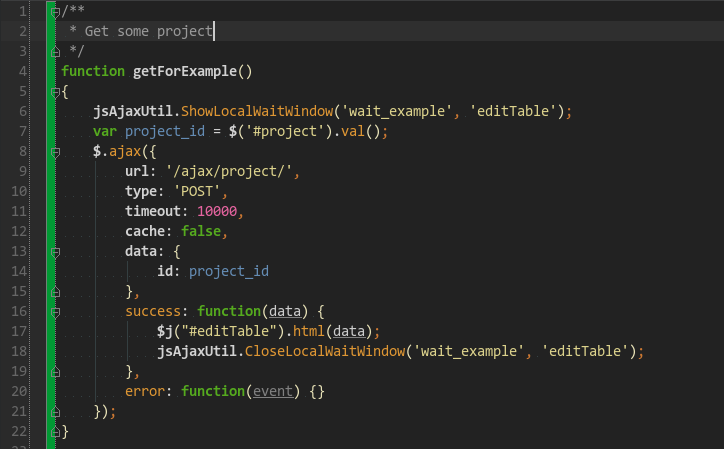 1 /**
2  * Get some project
3  */
4 function getForExample()
5 {
6     jsAjaxUtil.ShowLocalWaitWindow('wait_example', 'editTable');
7     var project_id = $('#project').val();
8     $.ajax({
9         url: '/ajax/project/',
10         type: 'POST',
11         timeout: 10000,
12         cache: false,
13         data: {
14             id: project_id
15         },
16         success: function(data) {
17             $j("#editTable").html(data);
18             jsAjaxUtil.CloseLocalWaitWindow('wait_example', 'editTable');
19         },
20         error: function(event) {}
21     });
22 }